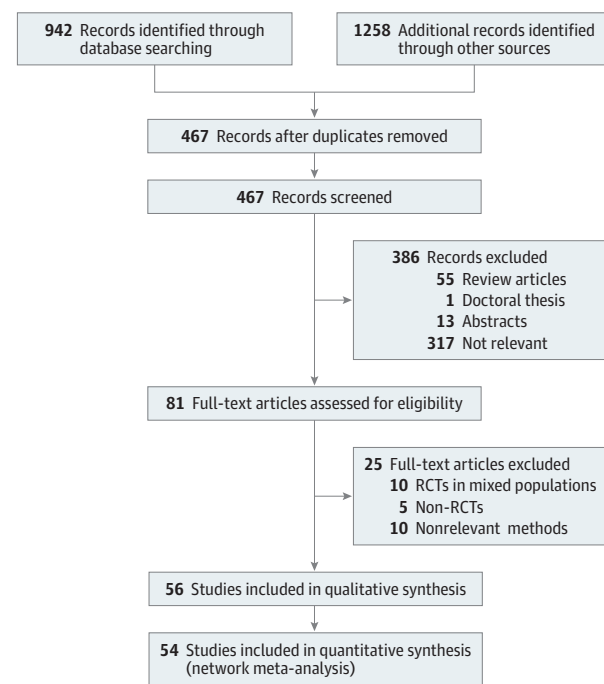 942 Records identified through
database searching
1258 Additional records identified
through other sources
467 Records after duplicates removed
467 Records screened
386 Records excluded
55 Review articles
1 Doctoral thesis
13 Abstracts
317 Not relevant
81 Full-text articles assessed for eligibility
25 Full-text articles excluded
10 RCTs in mixed populations
5 Non-RCTs
10 Nonrelevant methods
56 Studies included in qualitative synthesis
54 Studies included in quantitative synthesis
(network meta-analysis)